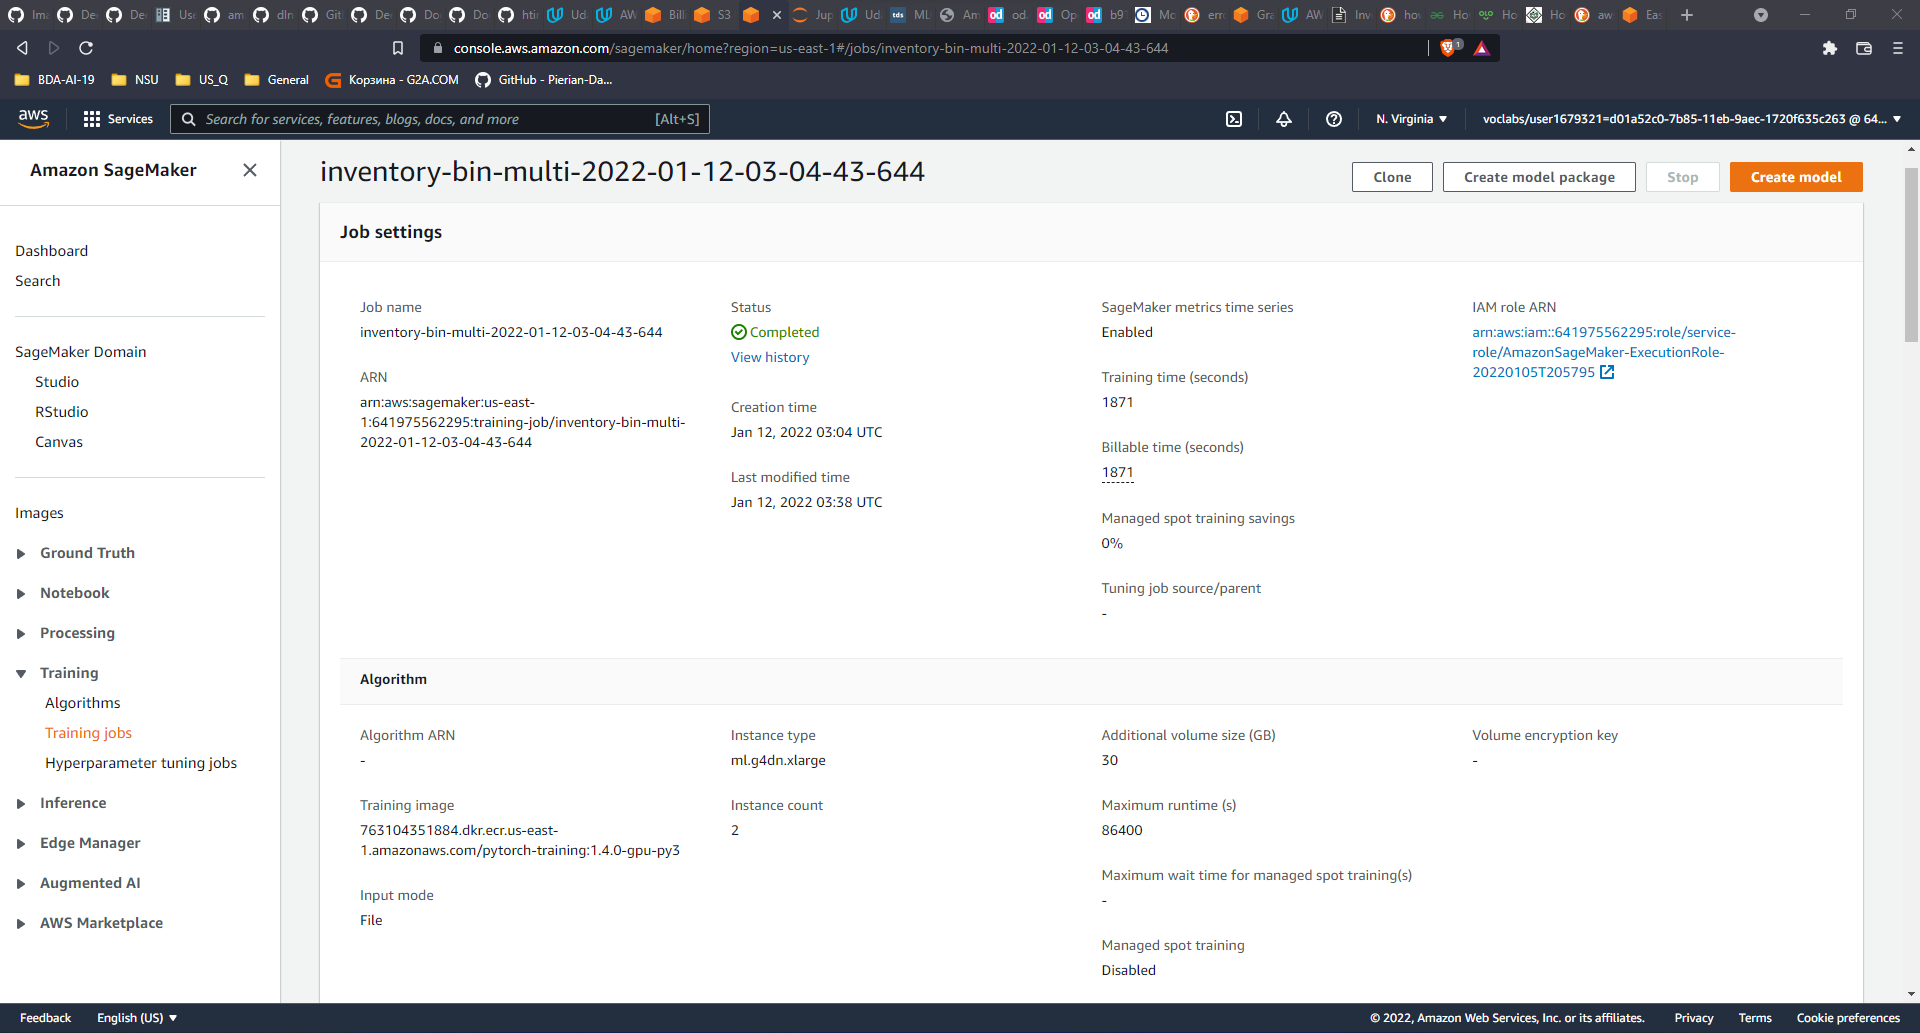 Ima
De
De
Use
am
dln
Git
De
Do
Do
htt
Ud
AW
Bill
S3
Jup
Ud
tds
ML
Am
od
od.
od
Op
od
b9
Mo
erro
Gra
AW
Inv
ho
Ho
Ho
Ho
aw
Eas
console.aws.amazon.com/sagemaker/home?region=us-east-1#/jobs/inventory-bin-multi-2022-01-12-03-04-43-644
1
BDA-AI-19
NSU
US_Q
General
Корзина - G2A.COM
GitHub - Pierian-Da...
aws
Services
Search for services, features, blogs, docs, and more
[Alt+S]
N. Virginia
voclabs/user1679321=d01a52c0-7b85-11eb-9aec-1720f635c263 @ 64...
Amazon SageMaker
Dashboard
Search
SageMaker Domain
Studio
RStudio
Canvas
Images
Ground Truth
Notebook
Processing
Training
Algorithms
Training jobs
Hyperparameter tuning jobs
Inference
Edge Manager
Augmented AI
AWS Marketplace
inventory-bin-multi-2022-01-12-03-04-43-644
Clone
Create model package
Stop
Create model
Job settings
Job name
inventory-bin-multi-2022-01-12-03-04-43-644
ARN
arn:aws:sagemaker:us-east-
1:641975562295:training-job/inventory-bin-multi-
2022-01-12-03-04-43-644
Status
Completed
View history
Creation time
Jan 12, 2022 03:04 UTC
Last modified time
Jan 12, 2022 03:38 UTC
SageMaker metrics time series
Enabled
Training time (seconds)
1871
Billable time (seconds)
1871
Managed spot training savings
0%
Tuning job source/parent
-
IAM role ARN
arn:aws:iam::641975562295:role/service-
role/AmazonSageMaker-ExecutionRole-
20220105T205795
Algorithm
Algorithm ARN
-
Training image
763104351884.dkr.ecr.us-east-
1.amazonaws.com/pytorch-training:1.4.0-gpu-py3
Input mode
File
Instance type
ml.g4dn.xlarge
Instance count
2
Additional volume size (GB)
30
Maximum runtime (s)
86400
Maximum wait time for managed spot training(s)
-
Managed spot training
Disabled
Volume encryption key
-
Feedback
English (US)
© 2022, Amazon Web Services, Inc. or its affiliates.
Privacy
Terms
Cookie preferences